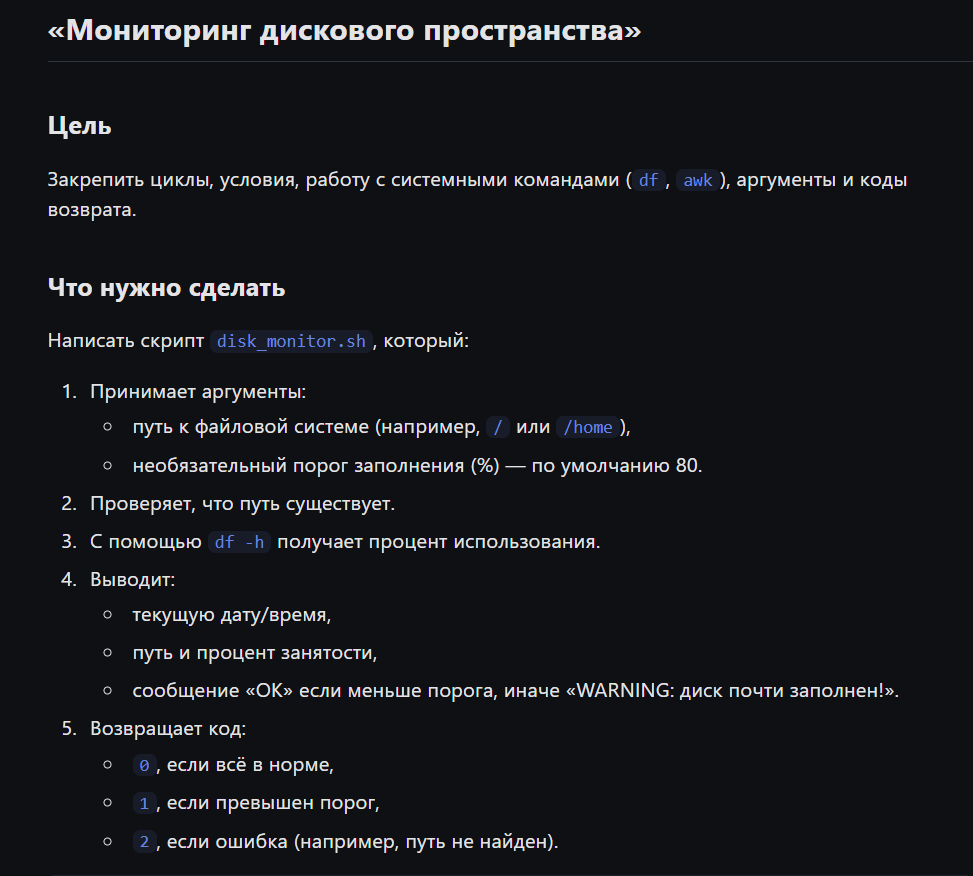 «Мониторинг дискового пространства»
Цель
Закрепить циклы, условия, работу с системными командами ( df , awk ), аргументы и коды
возврата.
Что нужно сделать
Написать скрипт disk_monitor.sh , который:
1. Принимает аргументы:
◦ путь к файловой системе (например, / или /home ),
◦ необязательный порог заполнения (%) — по умолчанию 80.
2. Проверяет, что путь существует.
3. С помощью df -h получает процент использования.
4. Выводит:
◦ текущую дату/время,
◦ путь и процент занятости,
◦ сообщение «OK» если меньше порога, иначе «WARNING: диск почти заполнен!».
5. Возвращает код:
◦ 0 , если всё в норме,
◦ 1 , если превышен порог,
◦ 2 , если ошибка (например, путь не найден).